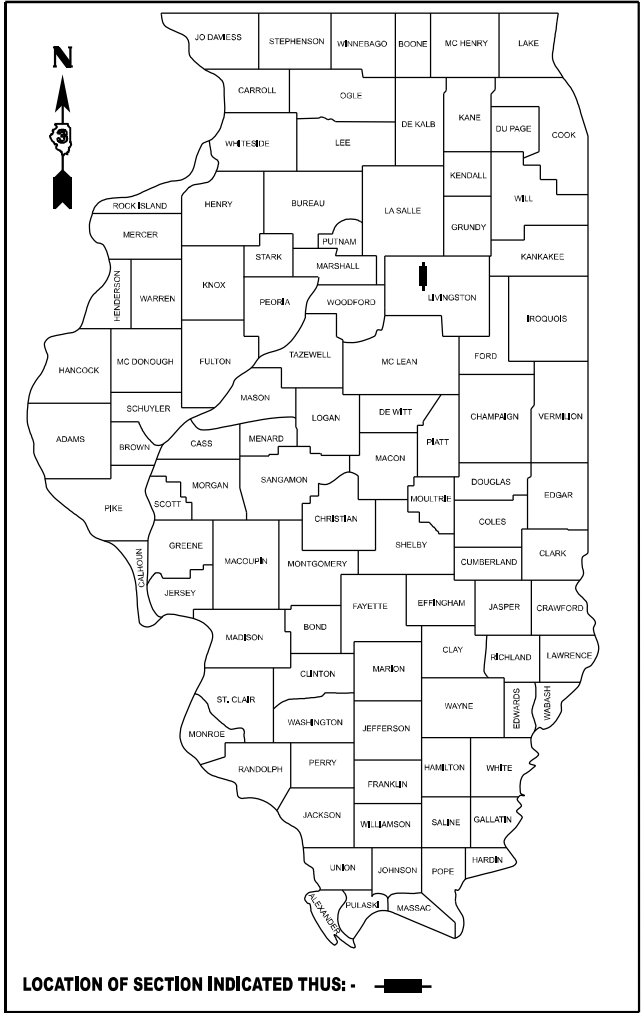 JO DAVIESS
STEPHENSON
WINNEBAGO
BOONE
MC HENRY
LAKE
N
3
CARROLL
OGLE
DE KALB
KANE
DU PAGE
COOK
WHITESIDE
LEE
KENDALL
WILL
ROCK ISLAND
HENRY
BUREAU
LA SALLE
GRUNDY
MERCER
PUTNAM
STARK
MARSHALL
KANKAKEE
HENDERSON
WARREN
KNOX
PEORIA
WOODFORD
LIVINGSTON
IROQUOIS
HANCOCK
MC DONOUGH
FULTON
TAZEWELL
MC LEAN
FORD
MASON
SCHUYLER
LOGAN
DE WITT
CHAMPAIGN
VERMILION
ADAMS
BROWN
CASS
MENARD
PIATT
MACON
SANGAMON
MORGAN
DOUGLAS
EDGAR
PIKE
SCOTT
MOULTRIE
CHRISTIAN
COLES
GREENE
SHELBY
CALHOUN
MACOUPIN
MONTGOMERY
CUMBERLAND
CLARK
JERSEY
FAYETTE
EFFINGHAM
JASPER
CRAWFORD
MADISON
BOND
CLAY
RICHLAND
LAWRENCE
CLINTON
MARION
ST. CLAIR
WAYNE
EDWARDS
WABASH
WASHINGTON
JEFFERSON
MONROE
RANDOLPH
PERRY
HAMILTON
WHITE
FRANKLIN
JACKSON
WILLIAMSON
SALINE
GALLATIN
UNION
JOHNSON
POPE
HARDIN
ALEXANDER
PULASKI
MASSAC
LOCATION OF SECTION INDICATED THUS: -